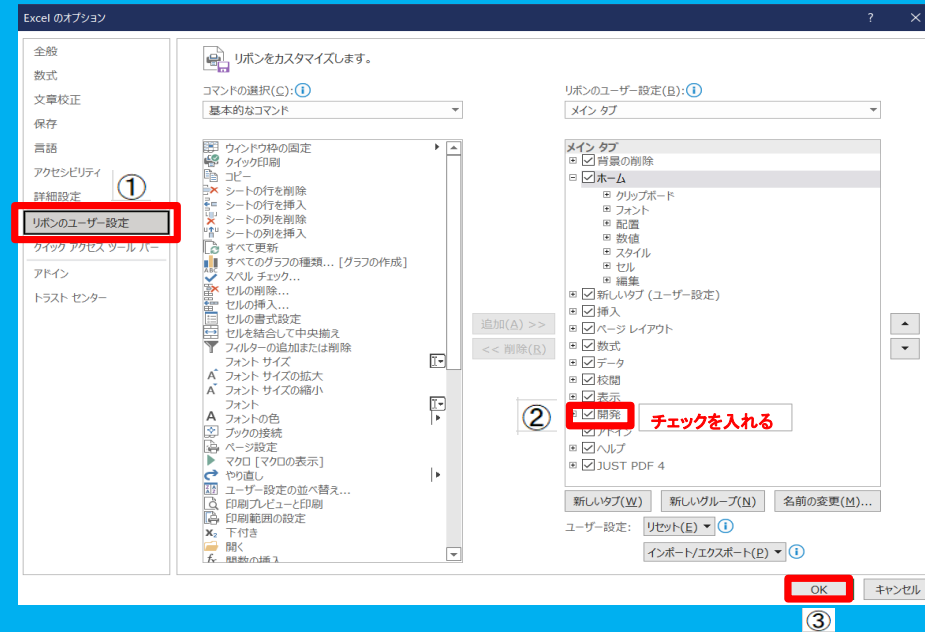 Excel のオプション
?
×
全般
数式
文章校正
保存
言語
アクセシビリティ
詳細設定
①
リボンのユーザー設定
クイック アクセス ツール バー
アドイン
トラスト センター
リボンをカスタマイズします。
コマンドの選択(C):
基本的なコマンド
ウィンドウ枠の固定
クイック印刷
コピー
シートの行を削除
シートの行を挿入
シートの列を削除
シートの列を挿入
すべて更新
すべてのグラフの種類... [グラフの作成]
スペル チェック...
セルの削除...
セルの挿入...
セルの書式設定
セルを結合して中央揃え
フィルターの追加または削除
フォント サイズ
フォント サイズの拡大
フォント サイズの縮小
フォント
フォントの色
ブックの接続
ページ設定
マクロ [マクロの表示]
やり直し
ユーザー設定の並べ替え...
印刷プレビューと印刷
印刷範囲の設定
下付き
開く
関数の挿入
追加(A) >>
<< 削除(R)
リボンのユーザー設定(B):
メイン タブ
メイン タブ
背景の削除
ホーム
クリップボード
フォント
配置
数値
スタイル
セル
編集
新しいタブ (ユーザー設定)
挿入
ページ レイアウト
数式
データ
校閲
表示
②
開発
チェックを入れる
アドイン
ヘルプ
JUST PDF 4
新しいタブ(W)
新しいグループ(N)
名前の変更(M)...
ユーザー設定:
リセット(E)
インポート/エクスポート(P)
OK
キャンセル
③